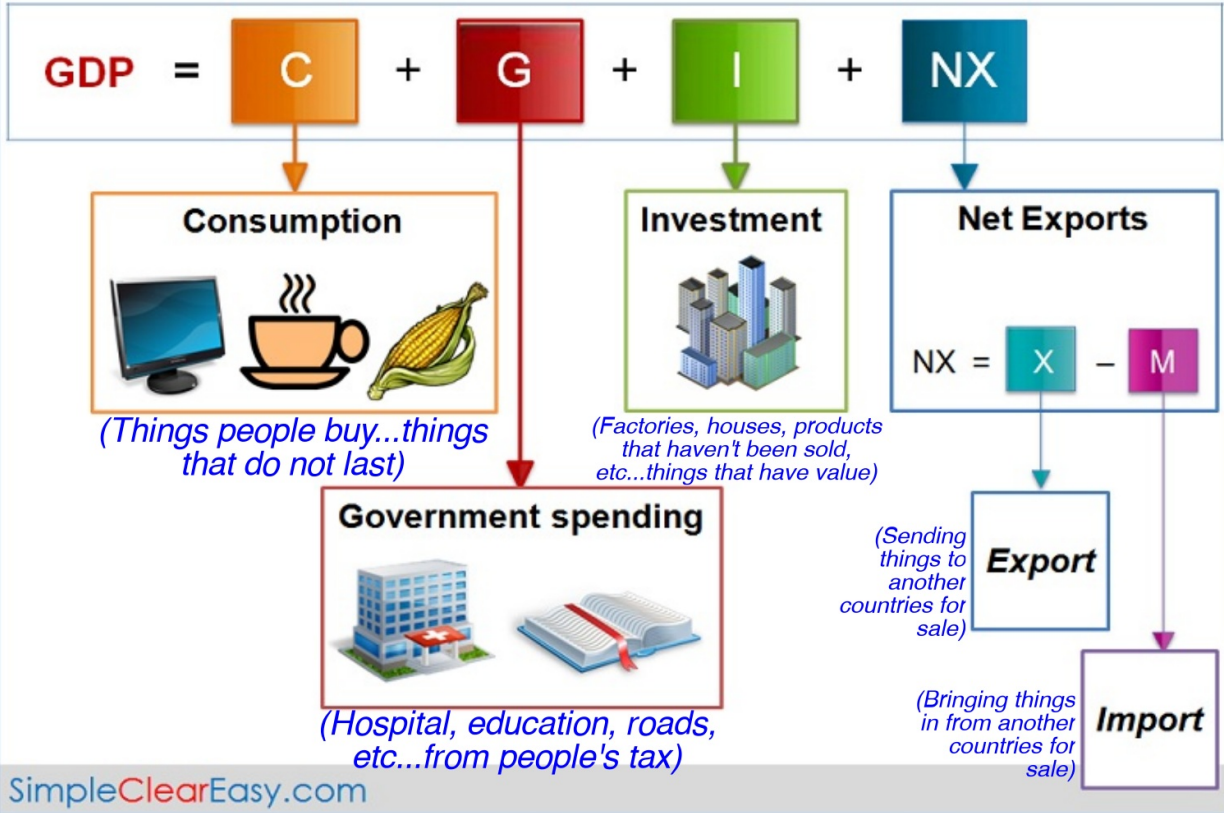 GDP = C + G + I + NX
Consumption
(Things people buy...things
that do not last)
Investment
(Factories, houses, products
that haven't been sold,
etc...things that have value)
Net Exports
NX = X – M
Government spending
(Hospital, education, roads,
etc...from people's tax)
(Sending
things to
another
countries for
sale)
Export
(Bringing things
in from another
countries for
sale)
Import
SimpleClearEasy.com